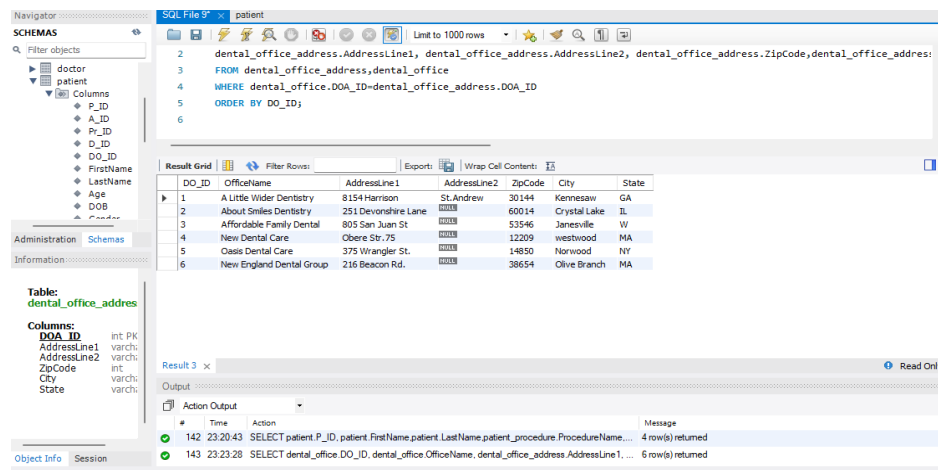 Navigator
SCHEMAS
Filter objects
doctor
patient
Columns
P_ID
A_ID
Pr_ID
D_ID
DO_ID
FirstName
LastName
Age
DOB
Gender
Administration Schemas
Information
Table:
dental_office_addres
Columns:
DOA_ID int PK
AddressLine1 varch
AddressLine2 varch
ZipCode int
City varch
State varch
Object Info Session
SQL File 9* × patient
Limit to 1000 rows
2 dental_office_address.AddressLine1, dental_office_address.AddressLine2, dental_office_address.ZipCode,dental_office_address
3 FROM dental_office_address,dental_office
4 WHERE dental_office.DOA_ID=dental_office_address.DOA_ID
5 ORDER BY DO_ID;
6
Result Grid Filter Rows: Export: Wrap Cell Content: IA
DO_ID OfficeName AddressLine1 AddressLine2 ZipCode City State
1 A Little Wider Dentistry 8154 Harrison St.Andrew 30144 Kennesaw GA
2 About Smiles Dentistry 251 Devonshire Lane NULL 60014 Crystal Lake IL
3 Affordable Family Dental 805 San Juan St NULL 53546 Janesville W
4 New Dental Care Obere Str. 75 NULL 12209 westwood MA
5 Oasis Dental Care 375 Wrangler St. NULL 14850 Norwood NY
6 New England Dental Group 216 Beacon Rd. NULL 38654 Olive Branch MA
Result 3 × Read Onl
Output
Action Output
# Time Action Message
142 23:20:43 SELECT patient.P_ID, patient.FirstName,patient.LastName,patient_procedure.ProcedureName,... 4 row(s) returned
143 23:23:28 SELECT dental_office.DO_ID, dental_office.OfficeName, dental_office_address.AddressLine1, ... 6 row(s) returned